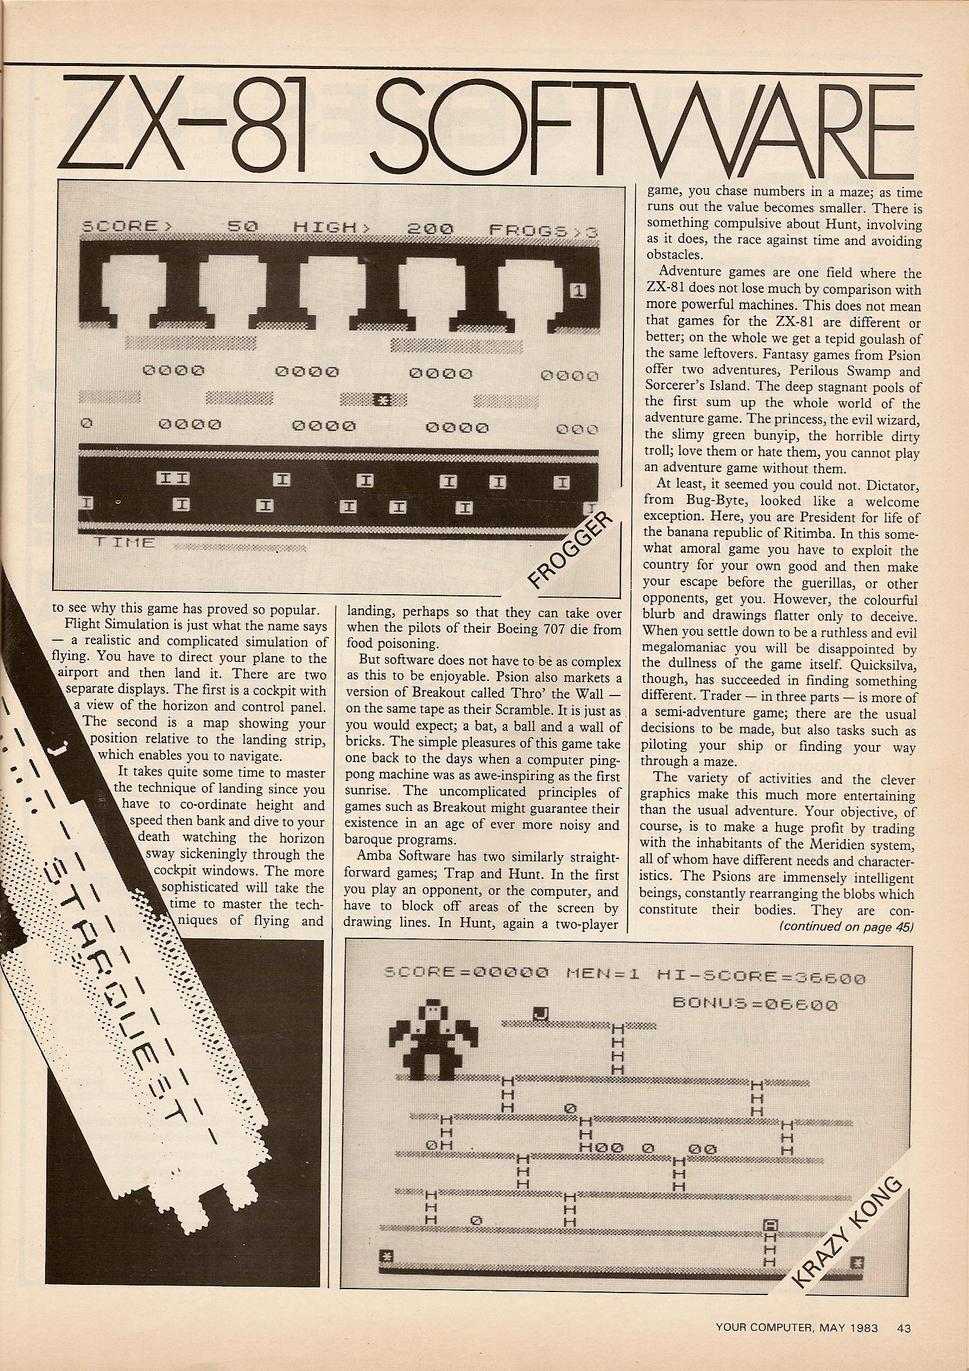 ZX-81 SOFTWARE
SCORE> 50 HIGH> 200 FROGS>3
1
0000 0000 0000 0000
*
0 0000 0000 0000 000
I I I I I I I
I I I I I I I
TIME
FROGGER
to see why this game has proved so popular.
Flight Simulation is just what the name says
— a realistic and complicated simulation of
flying. You have to direct your plane to the
airport and then land it. There are two
separate displays. The first is a cockpit with
a view of the horizon and control panel.
The second is a map showing your
position relative to the landing strip,
which enables you to navigate.
It takes quite some time to master
the technique of landing since you
have to co-ordinate height and
speed then bank and dive to your
death watching the horizon
sway sickeningly through the
cockpit windows. The more
sophisticated will take the
time to master the tech-
niques of flying and
landing, perhaps so that they can take over
when the pilots of their Boeing 707 die from
food poisoning.
But software does not have to be as complex
as this to be enjoyable. Psion also markets a
version of Breakout called Thro' the Wall —
on the same tape as their Scramble. It is just as
you would expect; a bat, a ball and a wall of
bricks. The simple pleasures of this game take
one back to the days when a computer ping-
pong machine was as awe-inspiring as the first
sunrise. The uncomplicated principles of
games such as Breakout might guarantee their
existence in an age of ever more noisy and
baroque programs.
Amba Software has two similarly straight-
forward games; Trap and Hunt. In the first
you play an opponent, or the computer, and
have to block off areas of the screen by
drawing lines. In Hunt, again a two-player
game, you chase numbers in a maze; as time
runs out the value becomes smaller. There is
something compulsive about Hunt, involving
as it does, the race against time and avoiding
obstacles.
Adventure games are one field where the
ZX-81 does not lose much by comparison with
more powerful machines. This does not mean
that games for the ZX-81 are different or
better; on the whole we get a tepid goulash of
the same leftovers. Fantasy games from Psion
offer two adventures, Perilous Swamp and
Sorcerer's Island. The deep stagnant pools of
the first sum up the whole world of the
adventure game. The princess, the evil wizard,
the slimy green bunyip, the horrible dirty
troll; love them or hate them, you cannot play
an adventure game without them.
At least, it seemed you could not. Dictator,
from Bug-Byte, looked like a welcome
exception. Here, you are President for life of
the banana republic of Ritimba. In this some-
what amoral game you have to exploit the
country for your own good and then make
your escape before the guerillas, or other
opponents, get you. However, the colourful
blurb and drawings flatter only to deceive.
When you settle down to be a ruthless and evil
megalomaniac you will be disappointed by
the dullness of the game itself. Quicksilva,
though, has succeeded in finding something
different. Trader — in three parts — is more of
a semi-adventure game; there are the usual
decisions to be made, but also tasks such as
piloting your ship or finding your way
through a maze.
The variety of activities and the clever
graphics make this much more entertaining
than the usual adventure. Your objective, of
course, is to make a huge profit by trading
with the inhabitants of the Meridien system,
all of whom have different needs and character-
istics. The Psions are immensely intelligent
beings, constantly rearranging the blobs which
constitute their bodies. They are con-
(continued on page 45)
STARQUEST
SCORE=00000 MEN=1 HI-SCORE=36600
BONUS=06600
KRAZY KONG
YOUR COMPUTER, MAY 1983 43